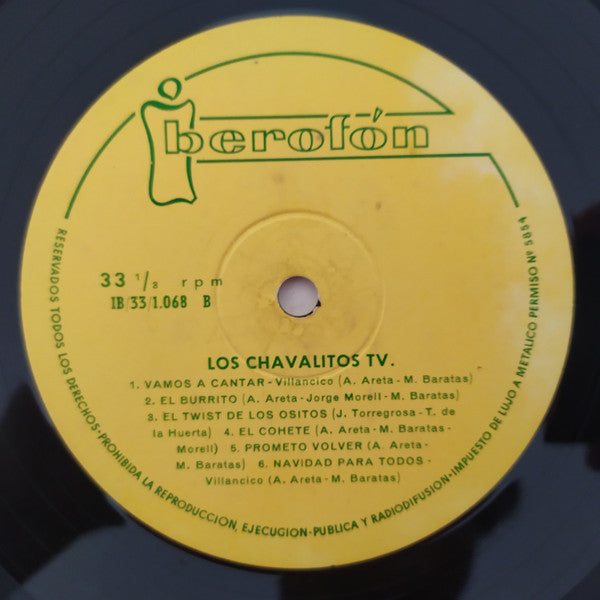 iberofón
33 1/3 rpm
IB/33/1.068 B
LOS CHAVALITOS TV.
1. VAMOS A CANTAR - Villancico (A. Areta - M. Baratas)
2. EL BURRITO (A. Areta - Jorge Morell - M. Baratas)
3. EL TWIST DE LOS OSITOS (J. Torregrosa - T. de
la Huerta) 4. EL COHETE (A. Areta - M. Baratas-
Morell) 5. PROMETO VOLVER (A. Areta-
M. Baratas) 6. NAVIDAD PARA TODOS -
Villancico (A. Areta - M. Baratas)
RESERVADOS TODOS LOS DERECHOS-PROHIBIDA LA REPRODUCCION, EJECUCION-PUBLICA Y RADIODIFUSION-IMPUESTO DE LUJO A METALICO PERMISO Nº 5854